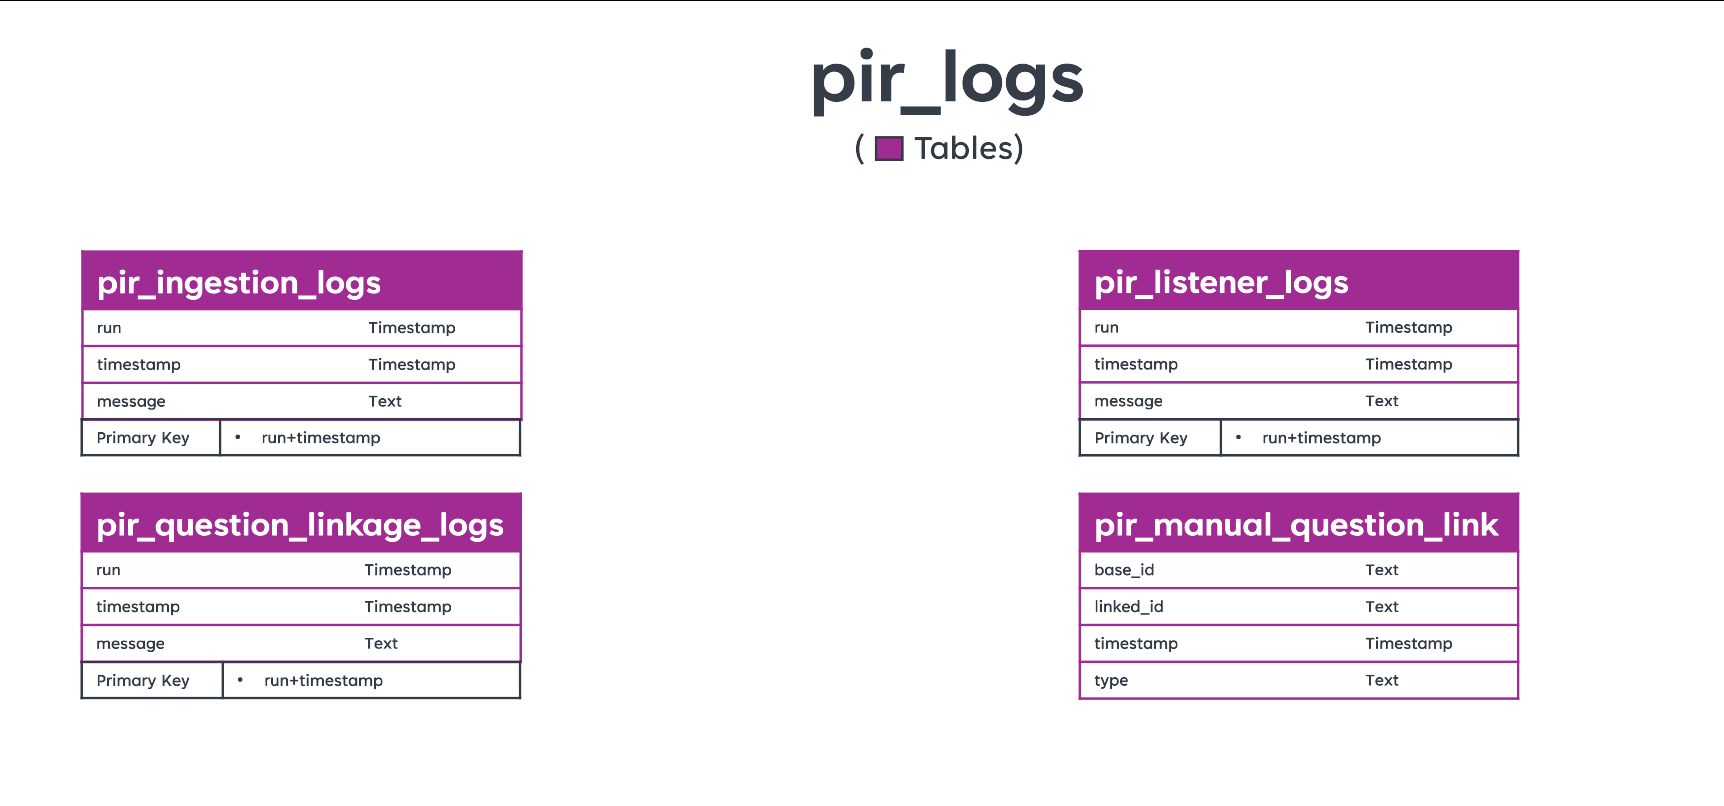 pir_logs
( Tables)
pir_ingestion_logs
run Timestamp
timestamp Timestamp
message Text
Primary Key • run+timestamp
pir_listener_logs
run Timestamp
timestamp Timestamp
message Text
Primary Key • run+timestamp
pir_question_linkage_logs
run Timestamp
timestamp Timestamp
message Text
Primary Key • run+timestamp
pir_manual_question_link
base_id Text
linked_id Text
timestamp Timestamp
type Text